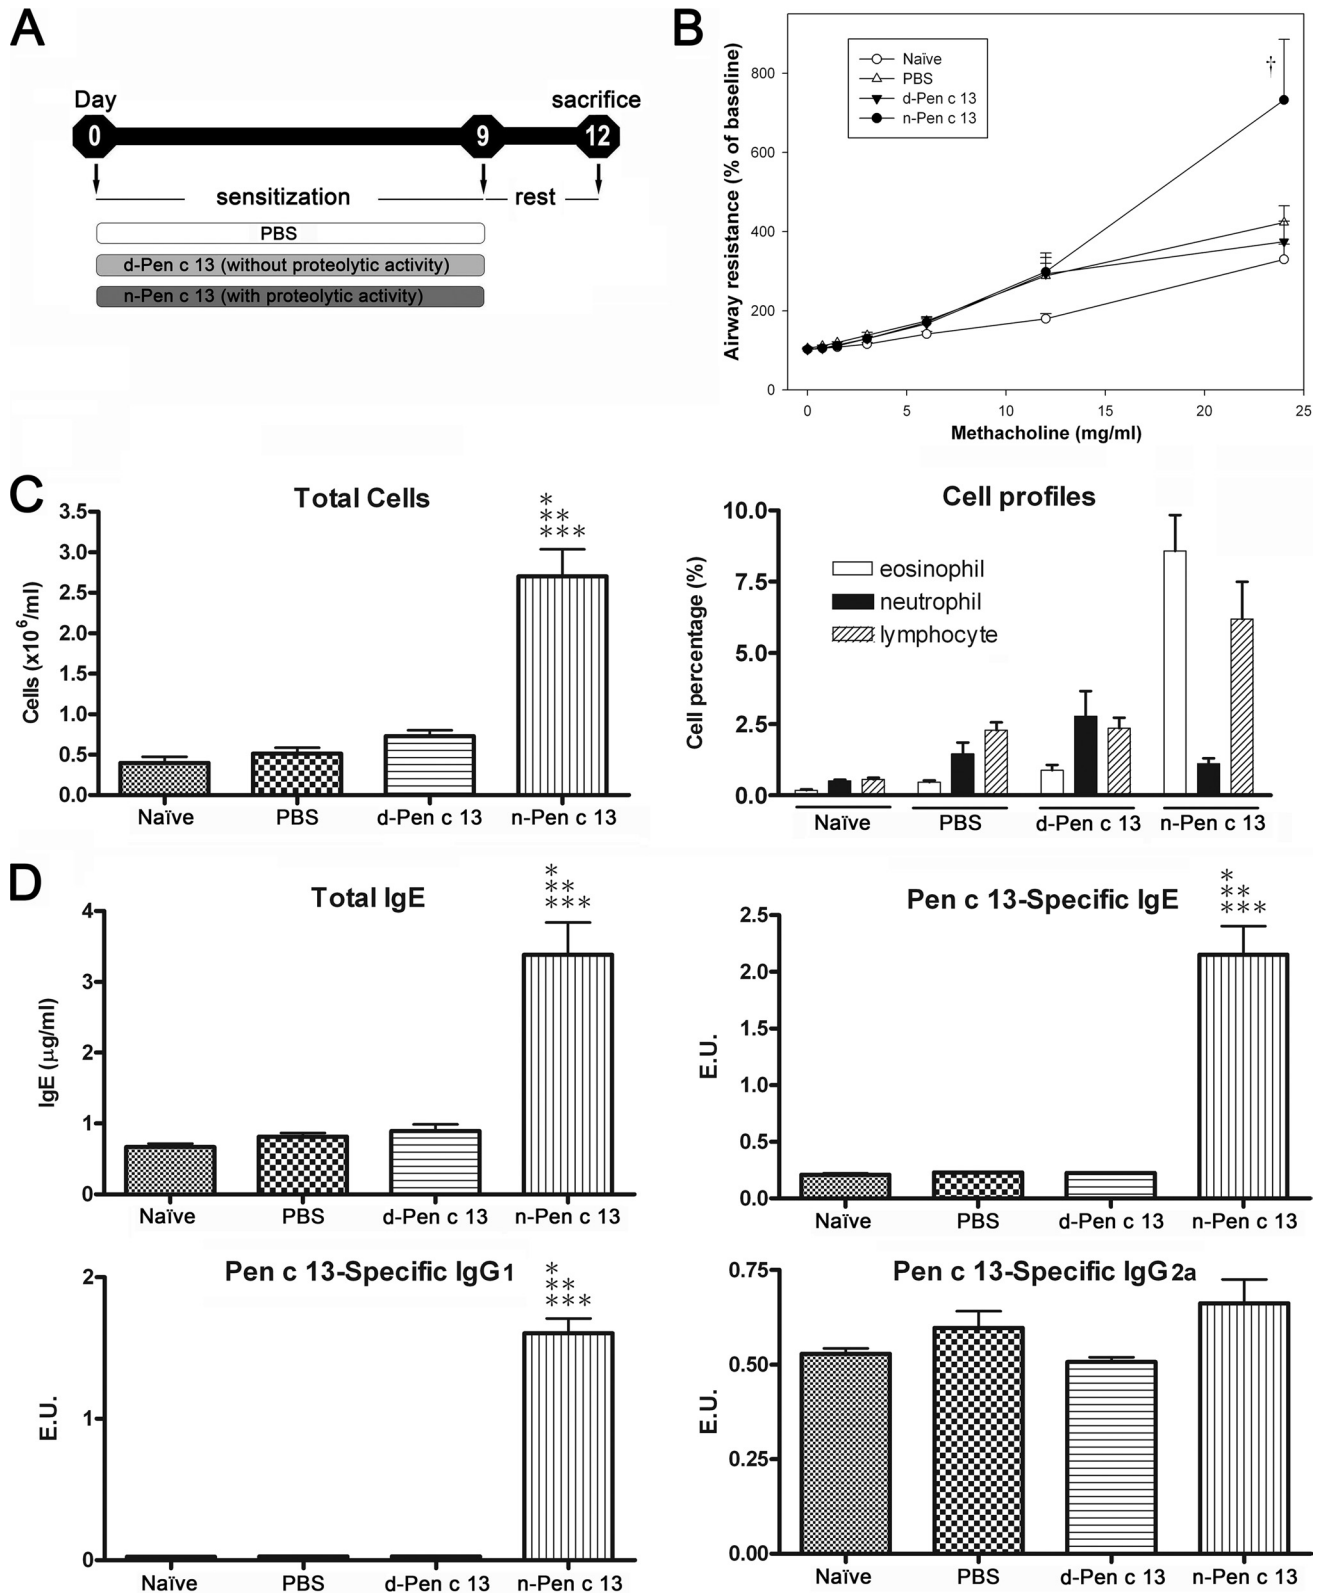 A
Day
sacrifice
0
9
12
sensitization
rest
PBS
d-Pen c 13 (without proteolytic activity)
n-Pen c 13 (with proteolytic activity)
B
Airway resistance (% of baseline)
800
600
400
200
0
Naïve
PBS
d-Pen c 13
n-Pen c 13
†
0 5 10 15 20 25
Methacholine (mg/ml)
C
Total Cells
Cells (x10⁶/ml)
3.5
3.0
2.5
2.0
1.5
1.0
0.5
0.0
*
**
***
Naïve PBS d-Pen c 13 n-Pen c 13
Cell profiles
Cell percentage (%)
10.0
7.5
5.0
2.5
0.0
eosinophil
neutrophil
lymphocyte
Naïve PBS d-Pen c 13 n-Pen c 13
D
Total IgE
IgE (µg/ml)
4
3
2
1
0
*
**
***
Naïve PBS d-Pen c 13 n-Pen c 13
Pen c 13-Specific IgE
E.U.
2.5
2.0
1.5
1.0
0.5
0.0
*
**
***
Naïve PBS d-Pen c 13 n-Pen c 13
Pen c 13-Specific IgG1
E.U.
2
1
0
*
**
***
Naïve PBS d-Pen c 13 n-Pen c 13
Pen c 13-Specific IgG2a
E.U.
0.75
0.50
0.25
0.00
Naïve PBS d-Pen c 13 n-Pen c 13